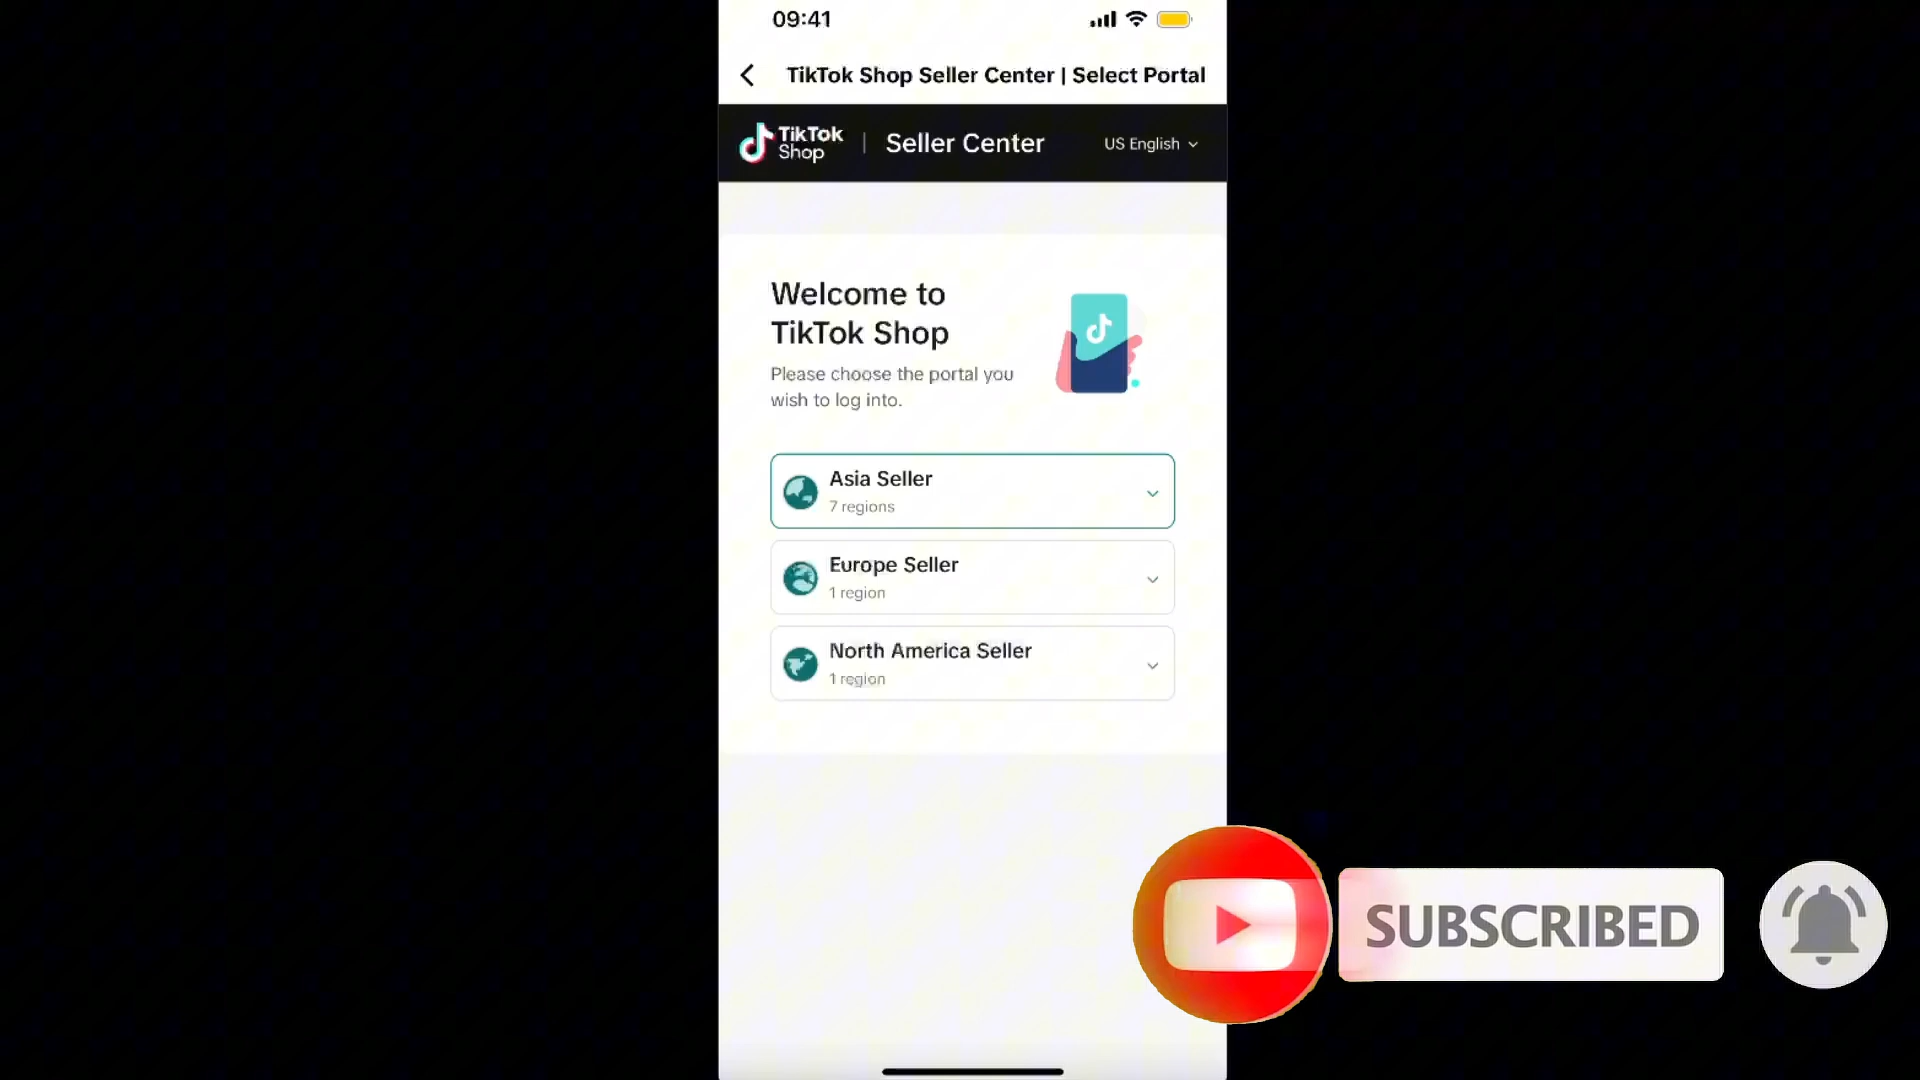 09:41
TikTok Shop Seller Center | Select Portal
TikTok
Shop
Seller Center
US English
Welcome to
TikTok Shop
Please choose the portal you
wish to log into.
Asia Seller
7 regions
Europe Seller
1 region
North America Seller
1 region
SUBSCRIBED